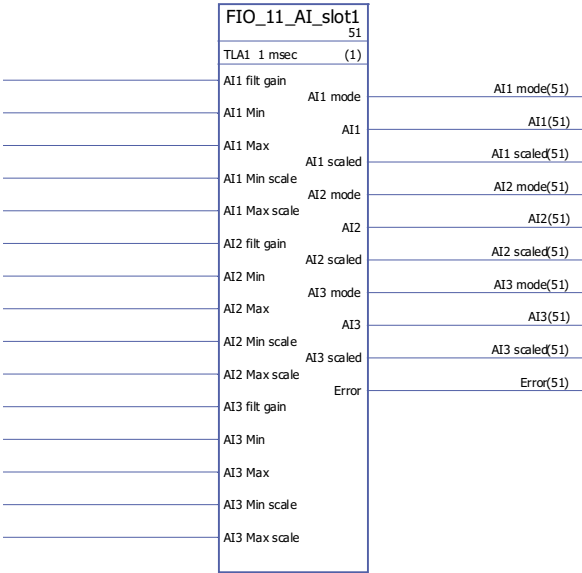 FIO_11_AI_slot1
51
TLA1 1 msec (1)
AI1 filt gain
AI1 mode
AI1 mode(51)
AI1 Min
AI1
AI1(51)
AI1 Max
AI1 scaled
AI1 scaled(51)
AI1 Min scale
AI2 mode
AI2 mode(51)
AI1 Max scale
AI2
AI2(51)
AI2 filt gain
AI2 scaled
AI2 scaled(51)
AI2 Min
AI3 mode
AI3 mode(51)
AI2 Max
AI3
AI3(51)
AI2 Min scale
AI3 scaled
AI3 scaled(51)
AI2 Max scale
Error
Error(51)
AI3 filt gain
AI3 Min
AI3 Max
AI3 Min scale
AI3 Max scale